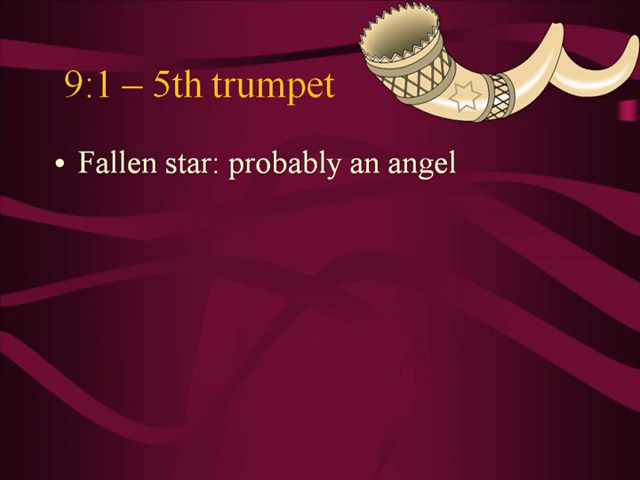 9:1 – 5th trumpet
• Fallen star: probably an angel